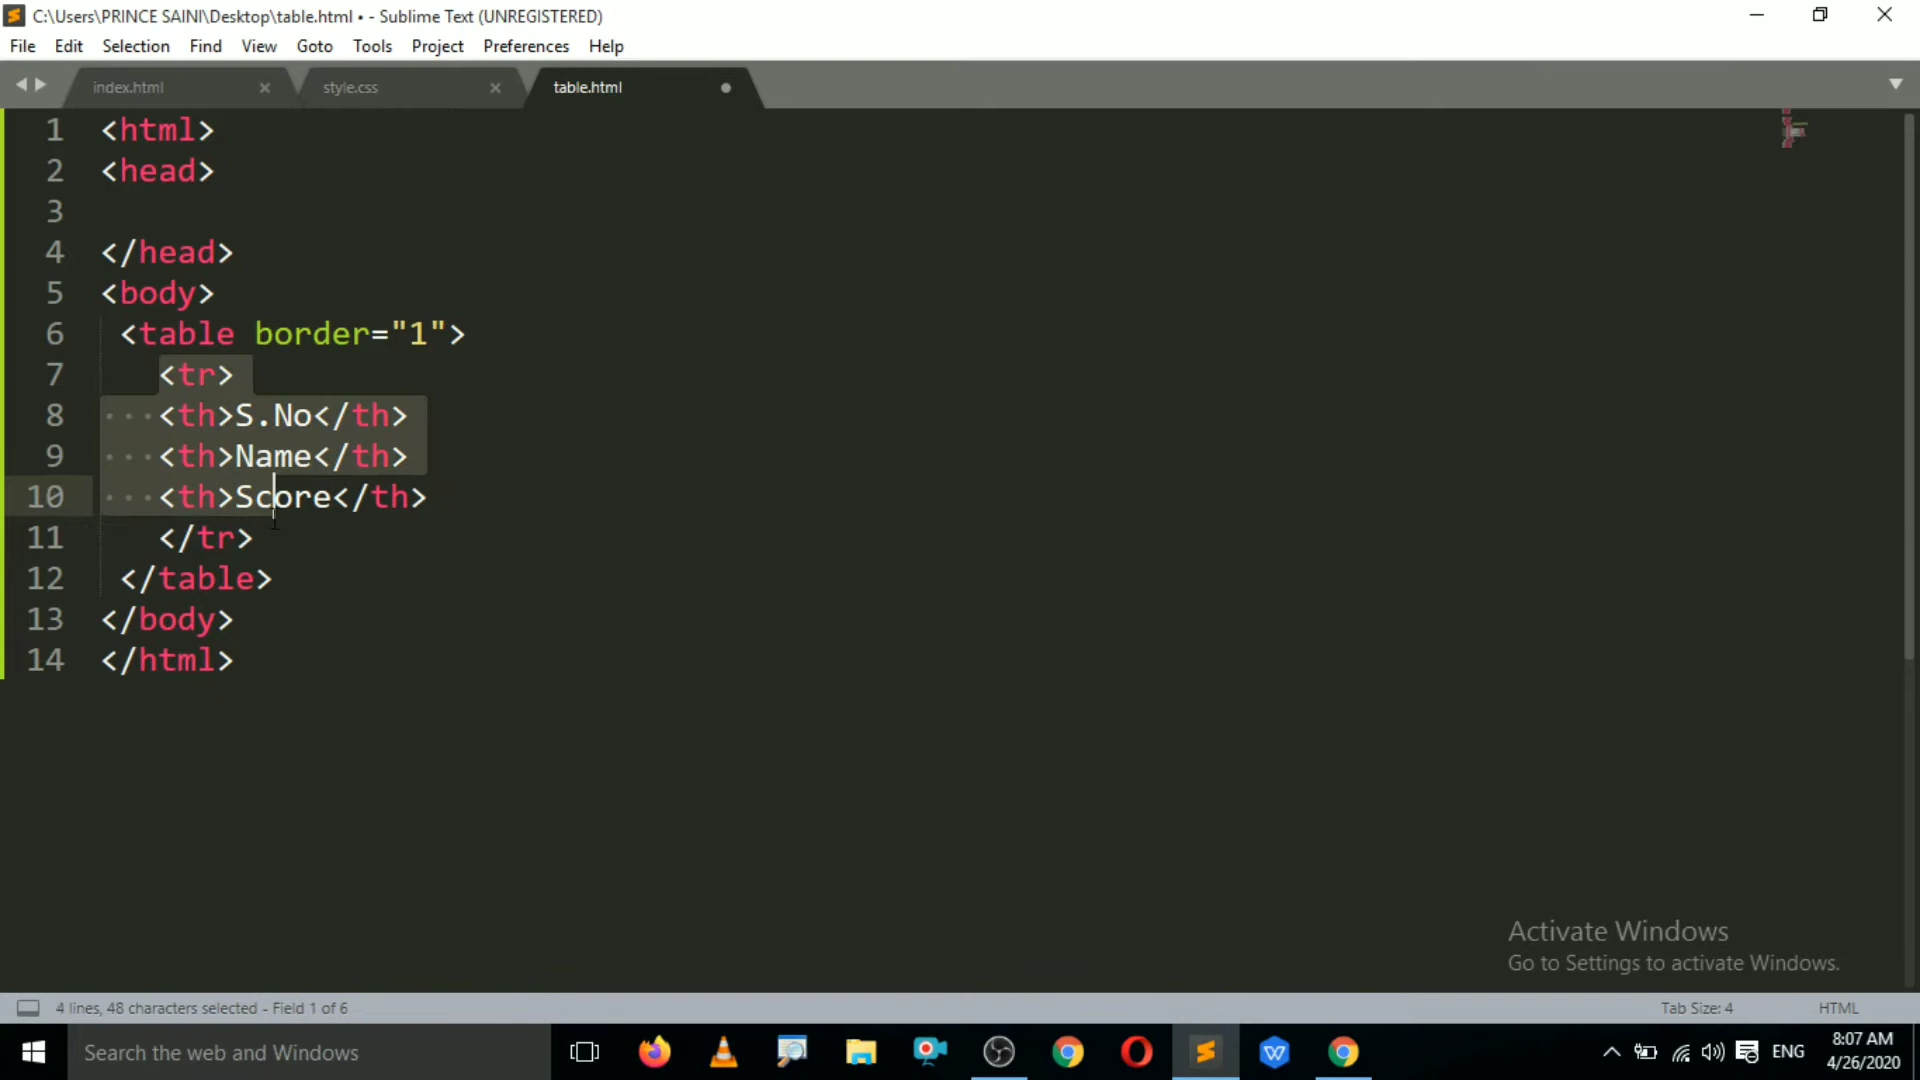 C:\Users\PRINCE SAINI\Desktop\table.html • - Sublime Text (UNREGISTERED)
File Edit Selection Find View Goto Tools Project Preferences Help
index.html style.css table.html
1 <html>
2 <head>
3
4 </head>
5 <body>
6 <table border="1">
7 <tr>
8 <th>S.No</th>
9 <th>Name</th>
10 <th>Score</th>
11 </tr>
12 </table>
13 </body>
14 </html>
Activate Windows
Go to Settings to activate Windows.
4 lines, 48 characters selected - Field 1 of 6 Tab Size: 4 HTML
Search the web and Windows ENG 8:07 AM
4/26/2020